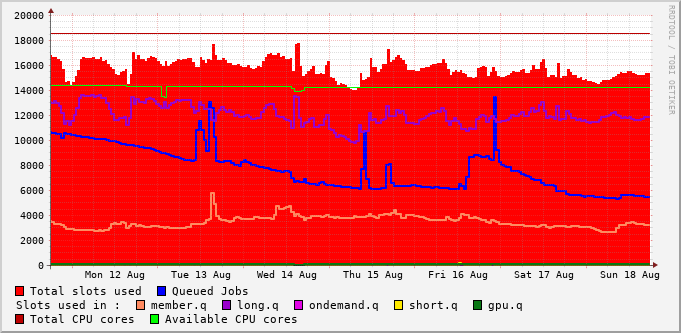 20000
18000
16000
14000
12000
10000
8000
6000
4000
2000
0
Mon 12 Aug Tue 13 Aug Wed 14 Aug Thu 15 Aug Fri 16 Aug Sat 17 Aug Sun 18 Aug
RRDTOOL / TOBI OETIKER
Total slots used Queued Jobs
Slots used in : member.q long.q ondemand.q short.q gpu.q
Total CPU cores Available CPU cores